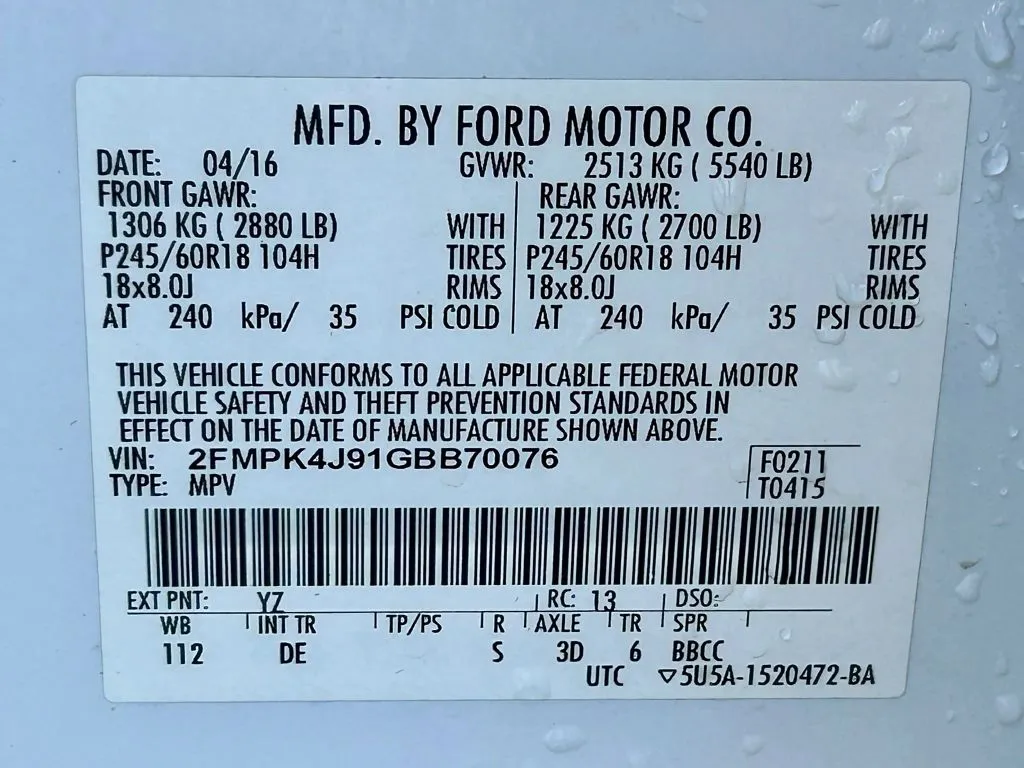 MFD. BY FORD MOTOR CO.
DATE: 04/16 GVWR: 2513 KG ( 5540 LB)
FRONT GAWR: REAR GAWR:
1306 KG ( 2880 LB) WITH 1225 KG ( 2700 LB) WITH
P245/60R18 104H TIRES P245/60R18 104H TIRES
18x8.0J RIMS 18x8.0J RIMS
AT 240 kPa/ 35 PSI COLD AT 240 kPa/ 35 PSI COLD
THIS VEHICLE CONFORMS TO ALL APPLICABLE FEDERAL MOTOR
VEHICLE SAFETY AND THEFT PREVENTION STANDARDS IN
EFFECT ON THE DATE OF MANUFACTURE SHOWN ABOVE.
VIN: 2FMPK4J91GBB70076 F0211
TYPE: MPV T0415
EXT PNT: YZ RC: 13 DSO:
WB INT TR TP/PS R AXLE TR SPR
112 DE S 3D 6 BBCC
UTC ▽5U5A-1520472-BA